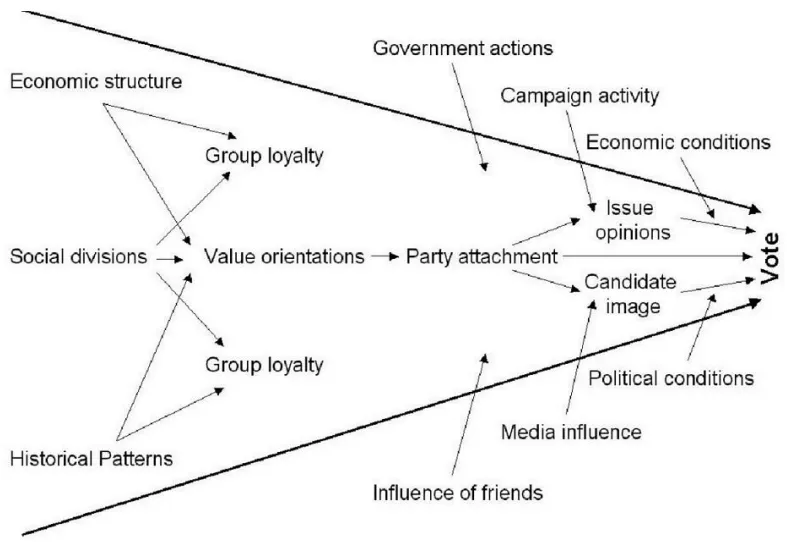 Government actions
Economic structure
Campaign activity
Economic conditions
Group loyalty
Issue
opinions
Social divisions
Value orientations
Party attachment
Vote
Candidate
image
Group loyalty
Political conditions
Media influence
Historical Patterns
Influence of friends